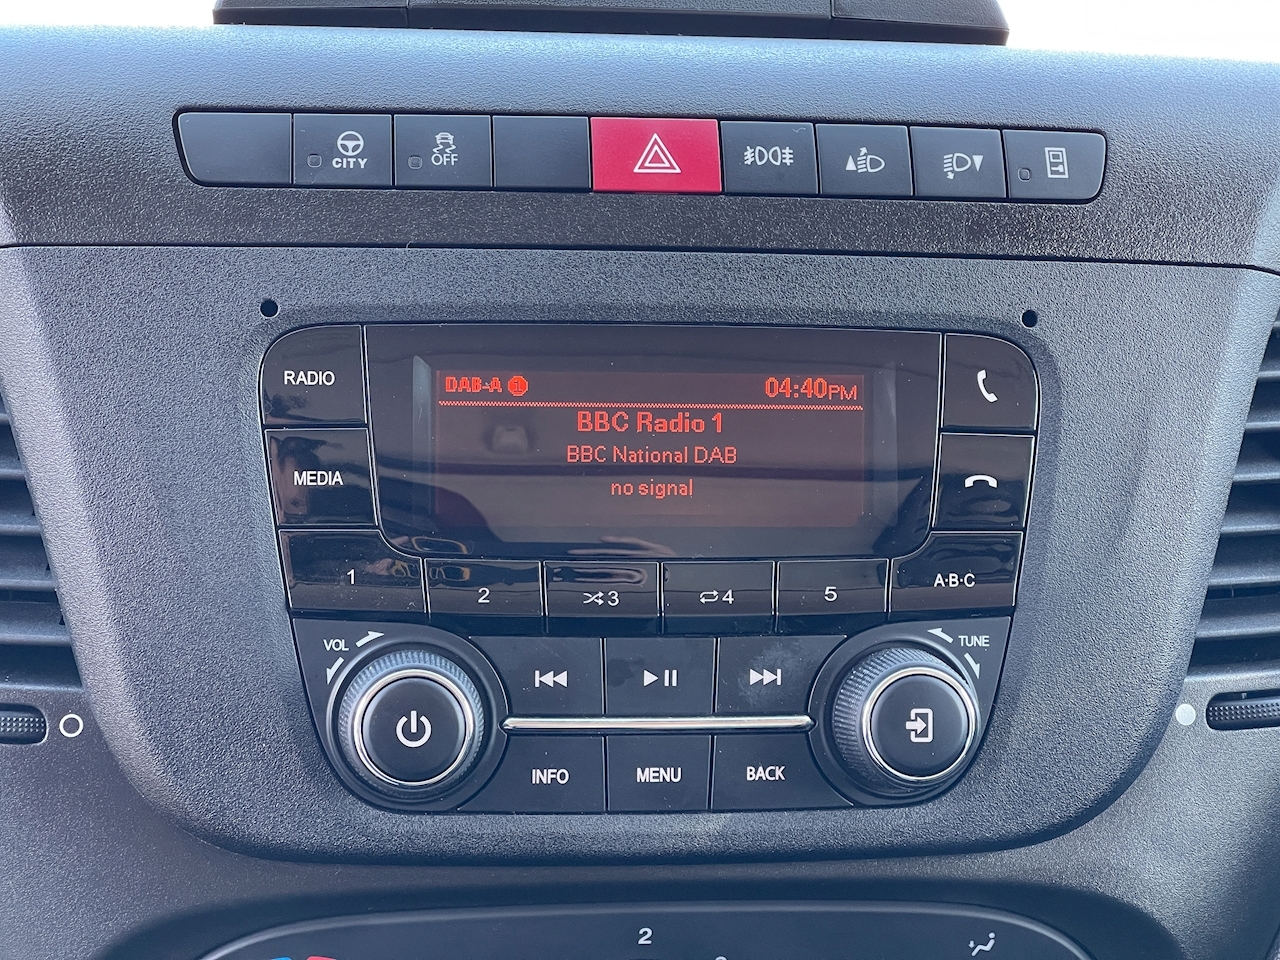 CITY
OFF
RADIO
MEDIA
DAB-A 1 04:40PM
BBC Radio 1
BBC National DAB
no signal
1 2 3 4 5 A·B·C
VOL
TUNE
INFO MENU BACK
2